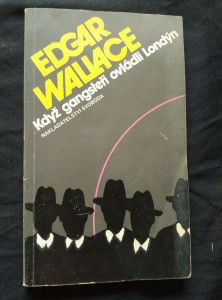 EDGAR
WALLACE
Když gangsteři ovládli Londýn
NAKLADATELSTVÍ SVOBODA